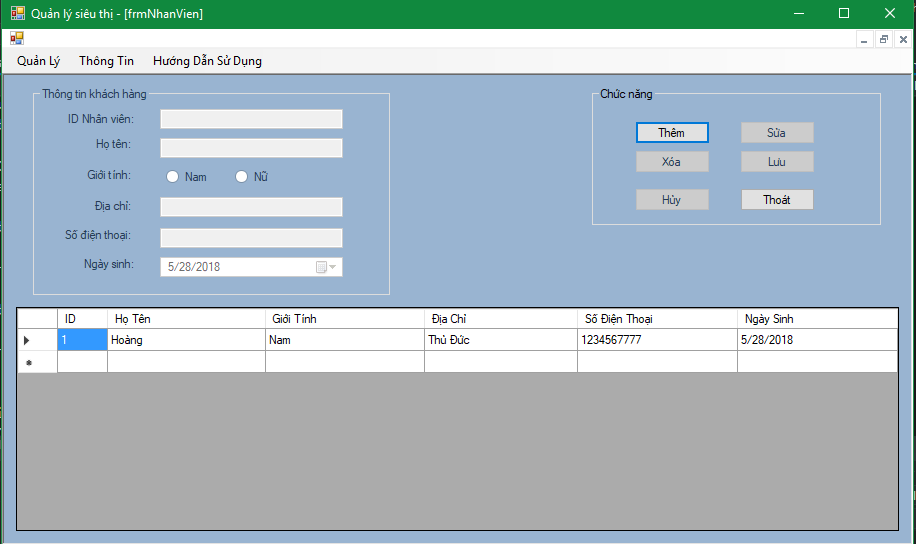 Quản lý siêu thị - [frmNhanVien]
Quản Lý Thông Tin Hướng Dẫn Sử Dụng
Thông tin khách hàng
ID Nhân viên:
Họ tên:
Giới tính: Nam Nữ
Địa chỉ:
Số điện thoại:
Ngày sinh: 5/28/2018
Chức năng
Thêm Sửa
Xóa Lưu
Hủy Thoát
ID Họ Tên Giới Tính Địa Chỉ Số Điện Thoại Ngày Sinh
1 Hoàng Nam Thủ Đức 1234567777 5/28/2018